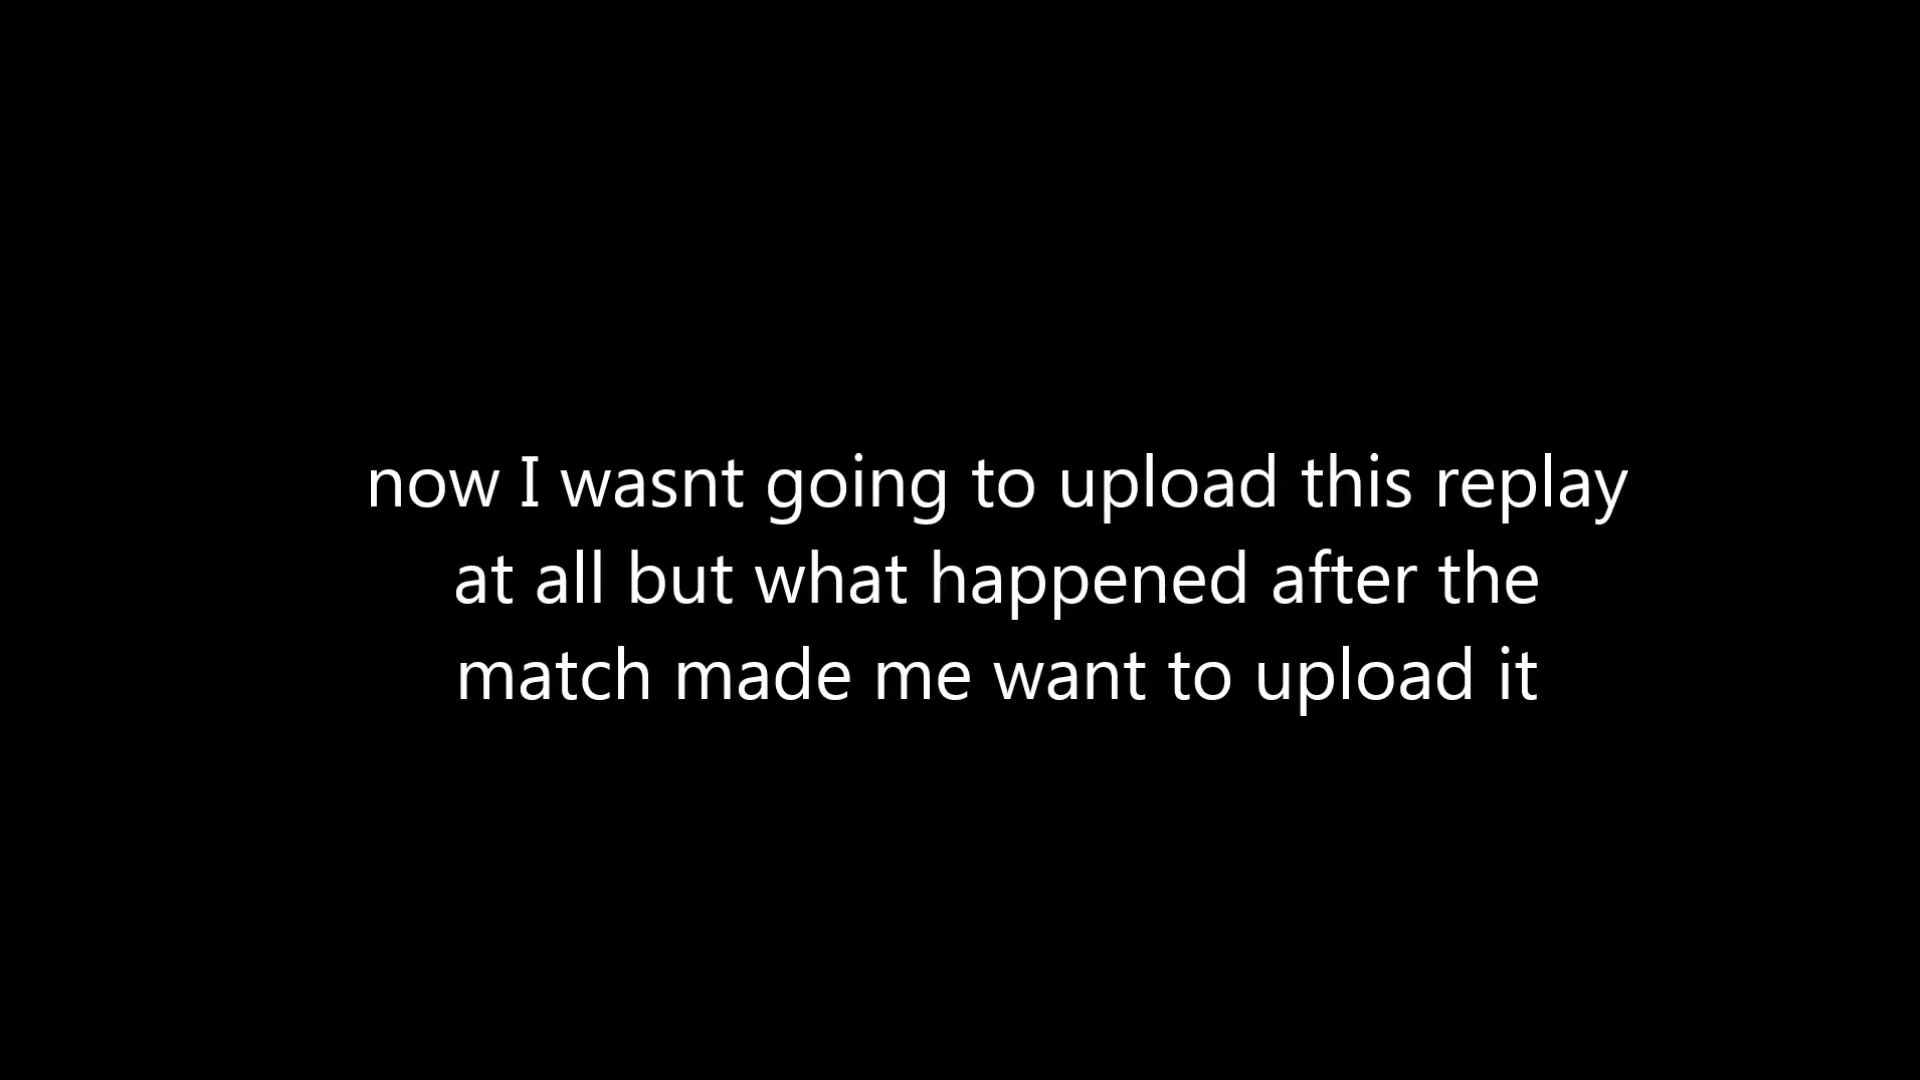 now I wasnt going to upload this replay
at all but what happened after the
match made me want to upload it